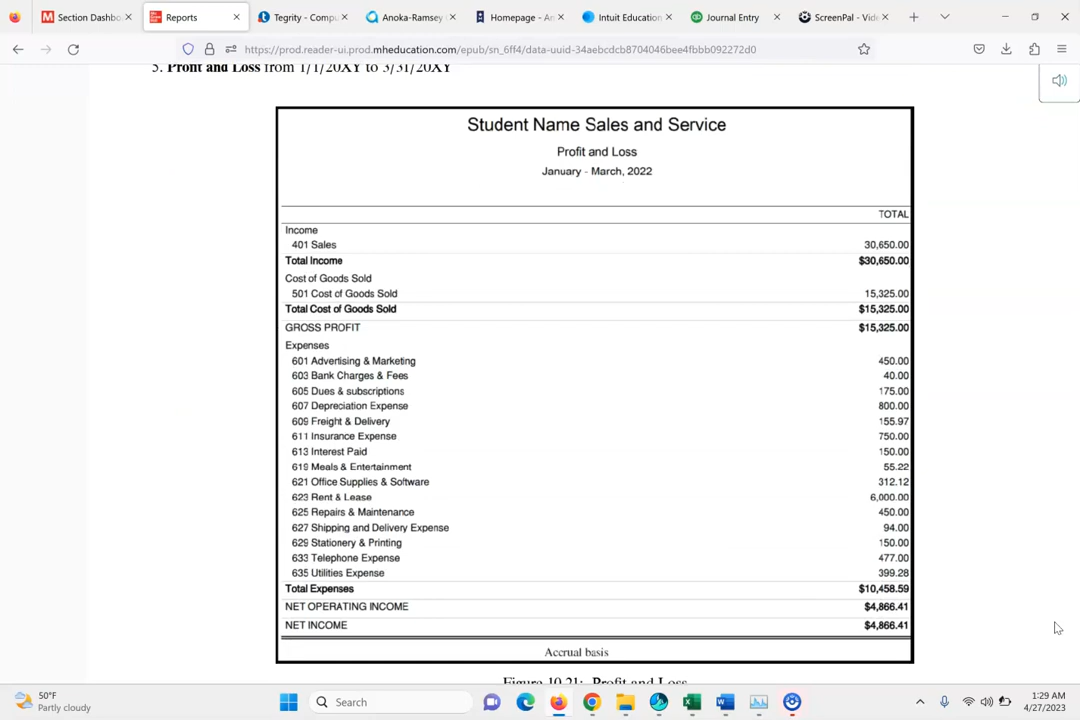 Section Dashbo
Reports
Tegrity - Compu
Anoka-Ramsey
Homepage - An
Intuit Education
Journal Entry
ScreenPal - Vide
https://prod.reader-ui.prod.mheducation.com/epub/sn_6ff4/data-uuid-34aebcdcb8704046bee4fbbb092272d0
5. Profit and Loss from 1/1/20XY to 3/31/20XY
Student Name Sales and Service
Profit and Loss
January - March, 2022
TOTAL
Income
401 Sales 30,650.00
Total Income $30,650.00
Cost of Goods Sold
501 Cost of Goods Sold 15,325.00
Total Cost of Goods Sold $15,325.00
GROSS PROFIT $15,325.00
Expenses
601 Advertising & Marketing 450.00
603 Bank Charges & Fees 40.00
605 Dues & subscriptions 175.00
607 Depreciation Expense 800.00
609 Freight & Delivery 155.97
611 Insurance Expense 750.00
613 Interest Paid 150.00
619 Meals & Entertainment 55.22
621 Office Supplies & Software 312.12
623 Rent & Lease 6,000.00
625 Repairs & Maintenance 450.00
627 Shipping and Delivery Expense 94.00
629 Stationery & Printing 150.00
633 Telephone Expense 477.00
635 Utilities Expense 399.28
Total Expenses $10,458.59
NET OPERATING INCOME $4,866.41
NET INCOME $4,866.41
Accrual basis
Figure 10.21: Profit and Loss
50°F
Partly cloudy
Search
1:29 AM
4/27/2023